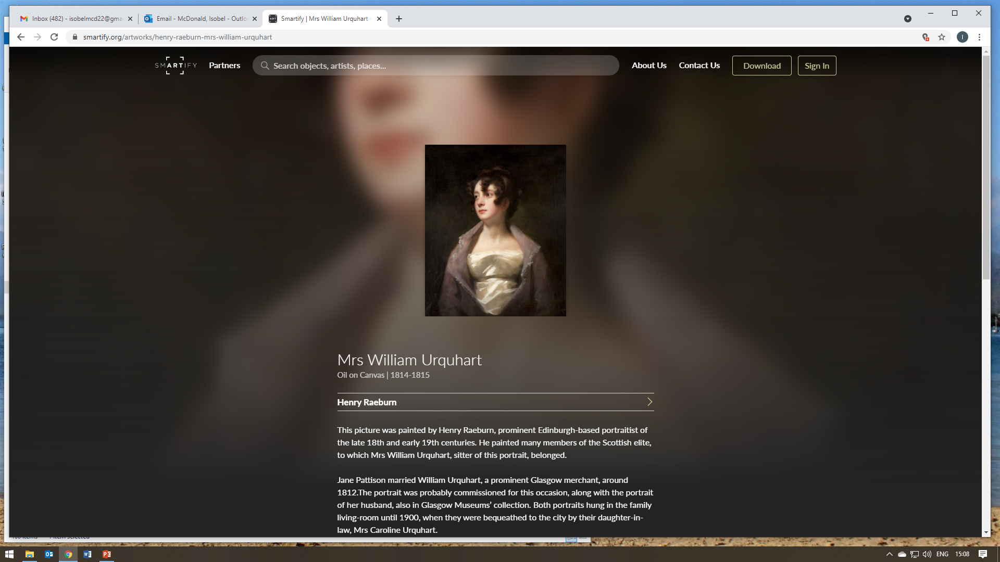 Inbox (482) - isobelmcd22@gma
Email - McDonald, Isobel - Outlo
Smartify | Mrs William Urquhart -
smartify.org/artworks/henry-raeburn-mrs-william-urquhart
I
SMARTIFY
Partners
Search objects, artists, places...
About Us
Contact Us
Download
Sign In
Mrs William Urquhart
Oil on Canvas | 1814-1815
Henry Raeburn
This picture was painted by Henry Raeburn, prominent Edinburgh-based portraitist of
the late 18th and early 19th centuries. He painted many members of the Scottish elite,
to which Mrs William Urquhart, sitter of this portrait, belonged.
Jane Pattison married William Urquhart, a prominent Glasgow merchant, around
1812.The portrait was probably commissioned for this occasion, along with the portrait
of her husband, also in Glasgow Museums’ collection. Both portraits hung in the family
living-room until 1900, when they were bequeathed to the city by their daughter-in-
law, Mrs Caroline Urquhart.
ENG
15:08